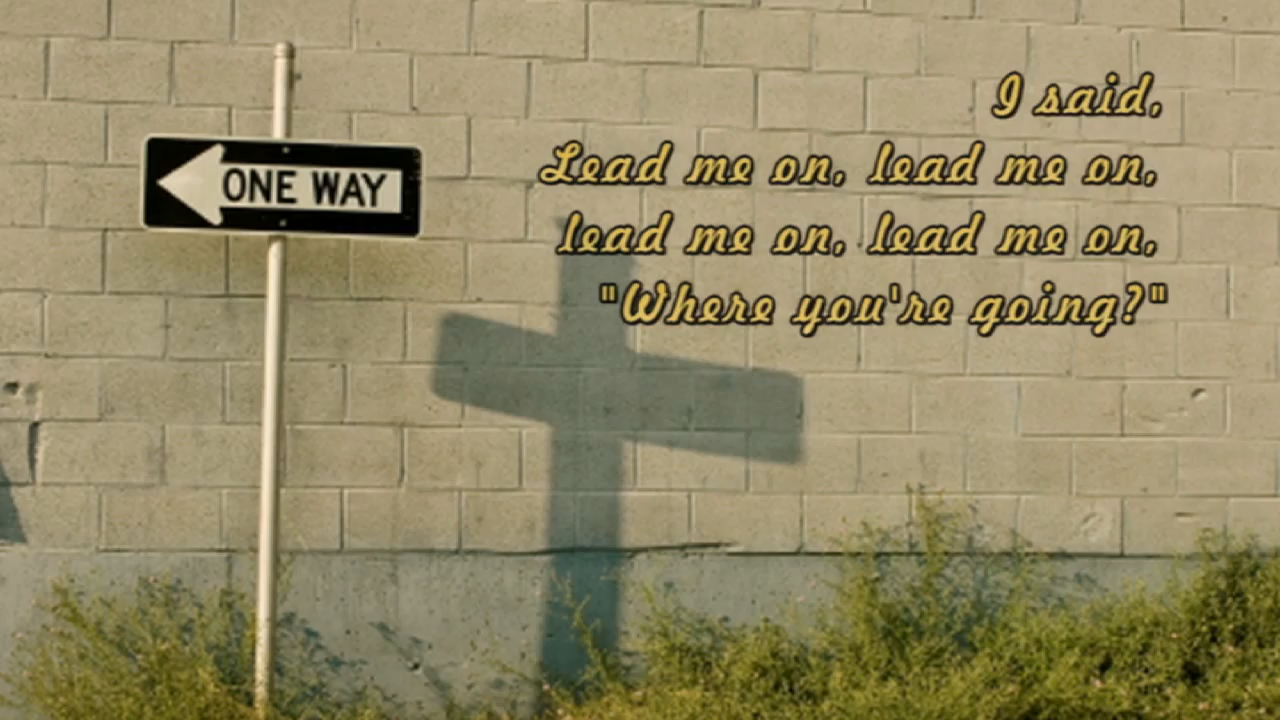 ONE WAY
I said,
Lead me on, lead me on,
lead me on, lead me on,
"Where you're going?"